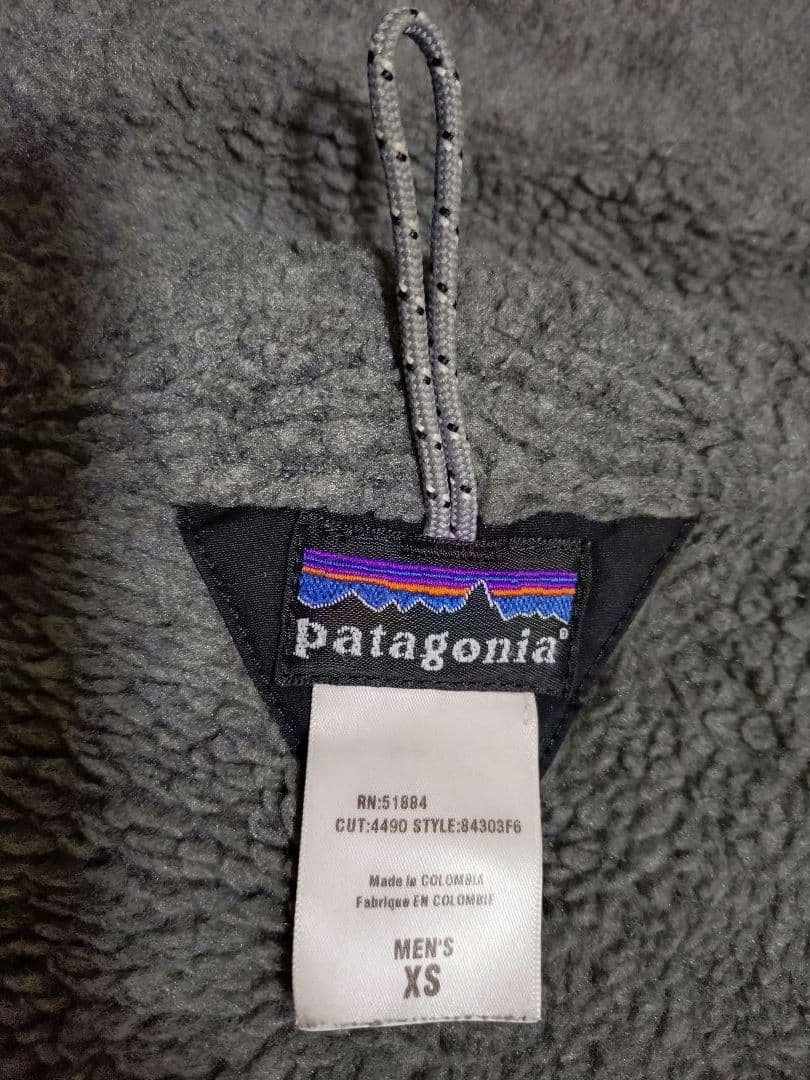 patagonia®
RN:51884
CUT:4490 STYLE:84303F6
Made in COLOMBIA
Fabrique EN COLOMBIE
MEN'S
XS